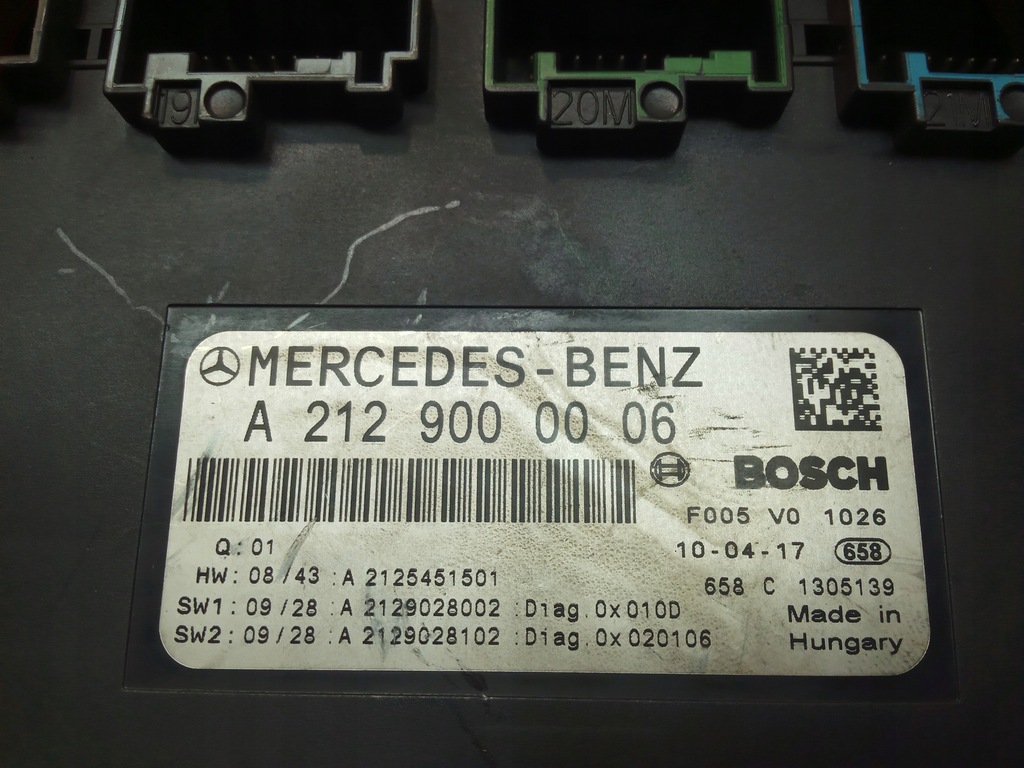 19
20M
21M
MERCEDES-BENZ
A 212 900 00 06
BOSCH
F005 V0 1026
Q: 01
10-04-17 658
HW: 08/43 :A 2125451501
658 C 1305139
SW1: 09/28 :A 2129028002 :Diag.0x010D
Made in
SW2: 09/28 :A 2129028102 :Diag.0x020106
Hungary